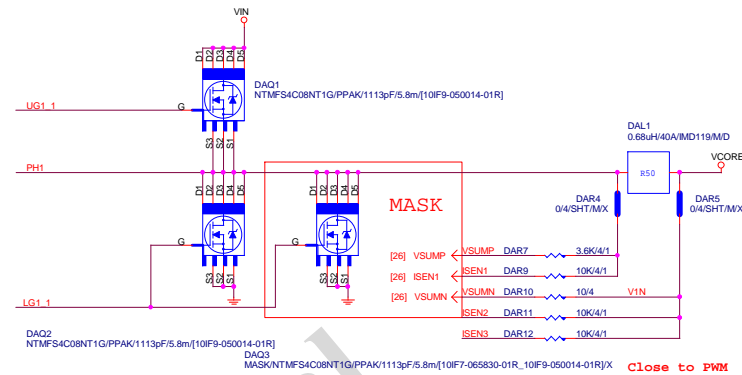 VIN
D1 D2 D3 D4 D5
DAQ1
NTMFS4C08NT1G/PPAK/1113pF/5.8m/[10IF9-050014-01R]
UG1_1
G
S3 S2 S1
DAL1
0.68uH/40A/IMD119/M/D
VCORE
PH1
R50
D1 D2 D3 D4 D5
D1 D2 D3 D4 D5
MASK
DAR4
0/4/SHT/M/X
DAR5
0/4/SHT/M/X
G
G
[26] VSUMP
VSUMP DAR7 3.6K/4/1
[26] ISEN1
ISEN1 DAR9 10K/4/1
S3 S2 S1
S3 S2 S1
[26] VSUMN
VSUMN DAR10 10/4 V1N
LG1_1
ISEN2 DAR11 10K/4/1
ISEN3 DAR12 10K/4/1
DAQ2
NTMFS4C08NT1G/PPAK/1113pF/5.8m/[10IF9-050014-01R]
DAQ3
MASK/NTMFS4C08NT1G/PPAK/1113pF/5.8m/[10IF7-065830-01R_10IF9-050014-01R]/X
Close to PWM